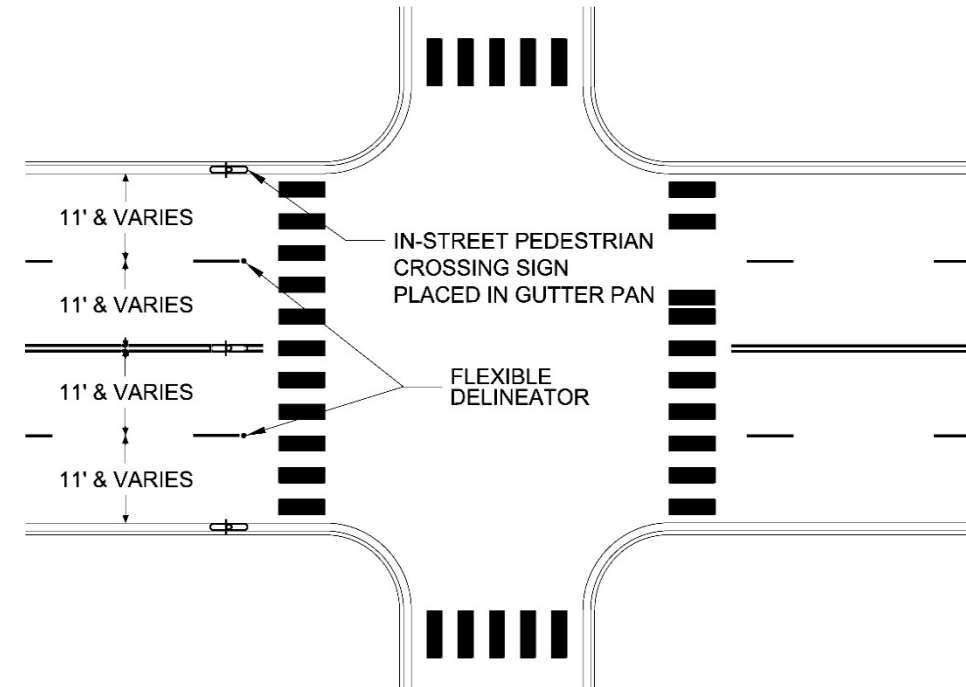 11' & VARIES
IN-STREET PEDESTRIAN
CROSSING SIGN
PLACED IN GUTTER PAN
11' & VARIES
11' & VARIES
FLEXIBLE
DELINEATOR
11' & VARIES